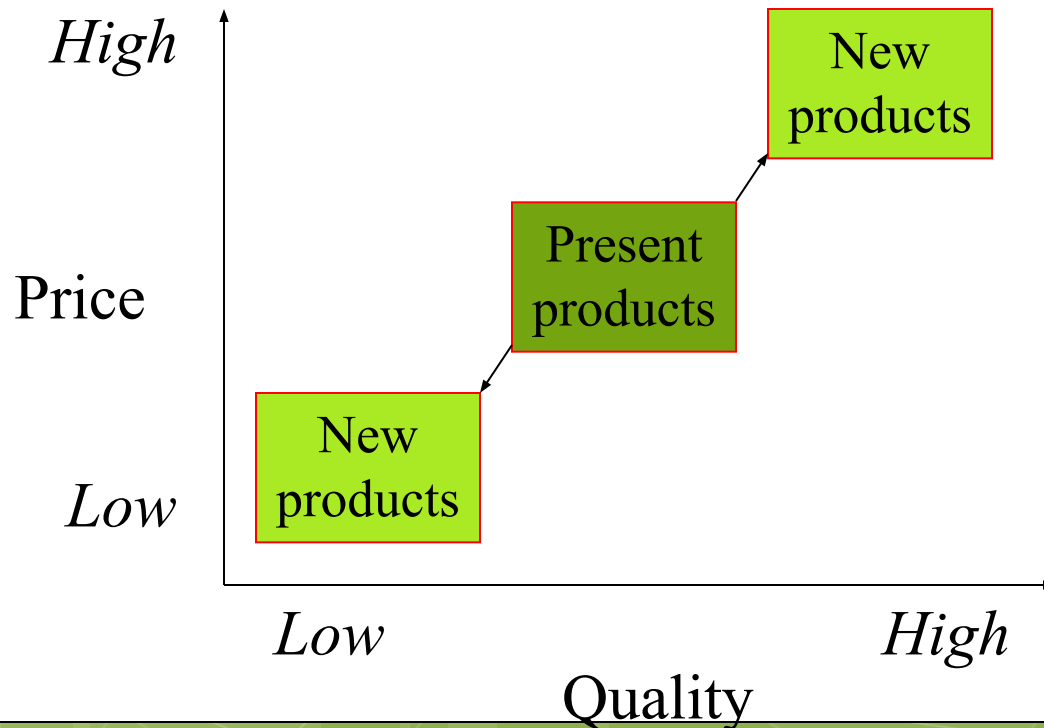 High
New
products
Present
products
Price
New
products
Low
Low
High
Quality